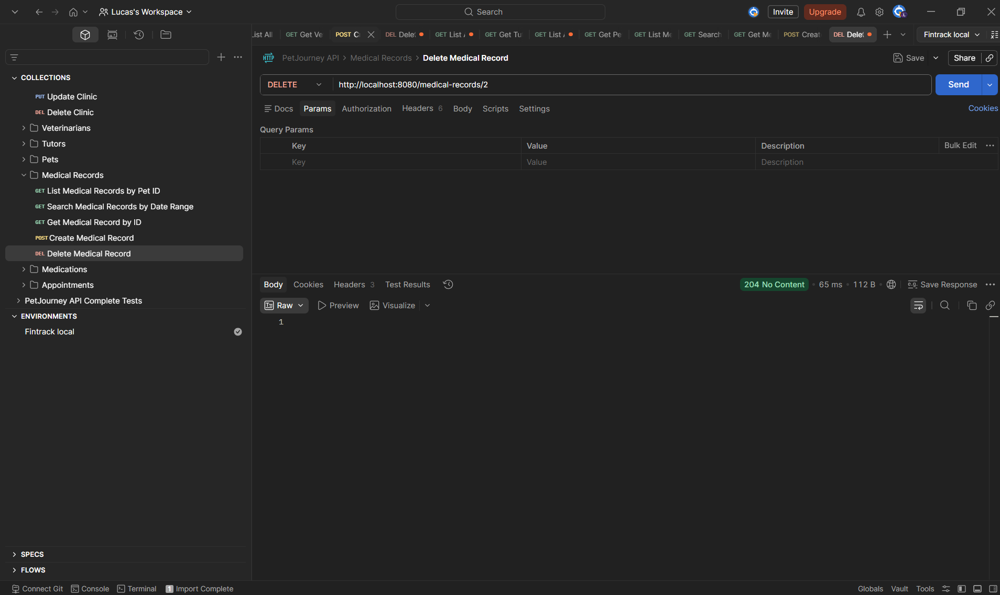 Lucas's Workspace
Search
Invite
Upgrade
L
List All
GET Get Ve
POST C
DEL Delet
GET List
GET Get Tu
GET List
GET Get Pe
GET List Me
GET Search
GET Get Me
POST Creat
DEL Delet
Fintrack local
HTTP PetJourney API > Medical Records > Delete Medical Record
Save
Share
DELETE
http://localhost:8080/medical-records/2
Send
Docs
Params
Authorization
Headers 6
Body
Scripts
Settings
Cookies
Query Params
Key
Value
Description
Bulk Edit
Key
Value
Description
COLLECTIONS
PUT Update Clinic
DEL Delete Clinic
Veterinarians
Tutors
Pets
Medical Records
GET List Medical Records by Pet ID
GET Search Medical Records by Date Range
GET Get Medical Record by ID
POST Create Medical Record
DEL Delete Medical Record
Medications
Appointments
PetJourney API Complete Tests
ENVIRONMENTS
Fintrack local
SPECS
FLOWS
Body
Cookies
Headers 3
Test Results
204 No Content
65 ms
112 B
e.g. Save Response
Raw
Preview
Visualize
1
Connect Git
Console
Terminal
1 Import Complete
Globals
Vault
Tools